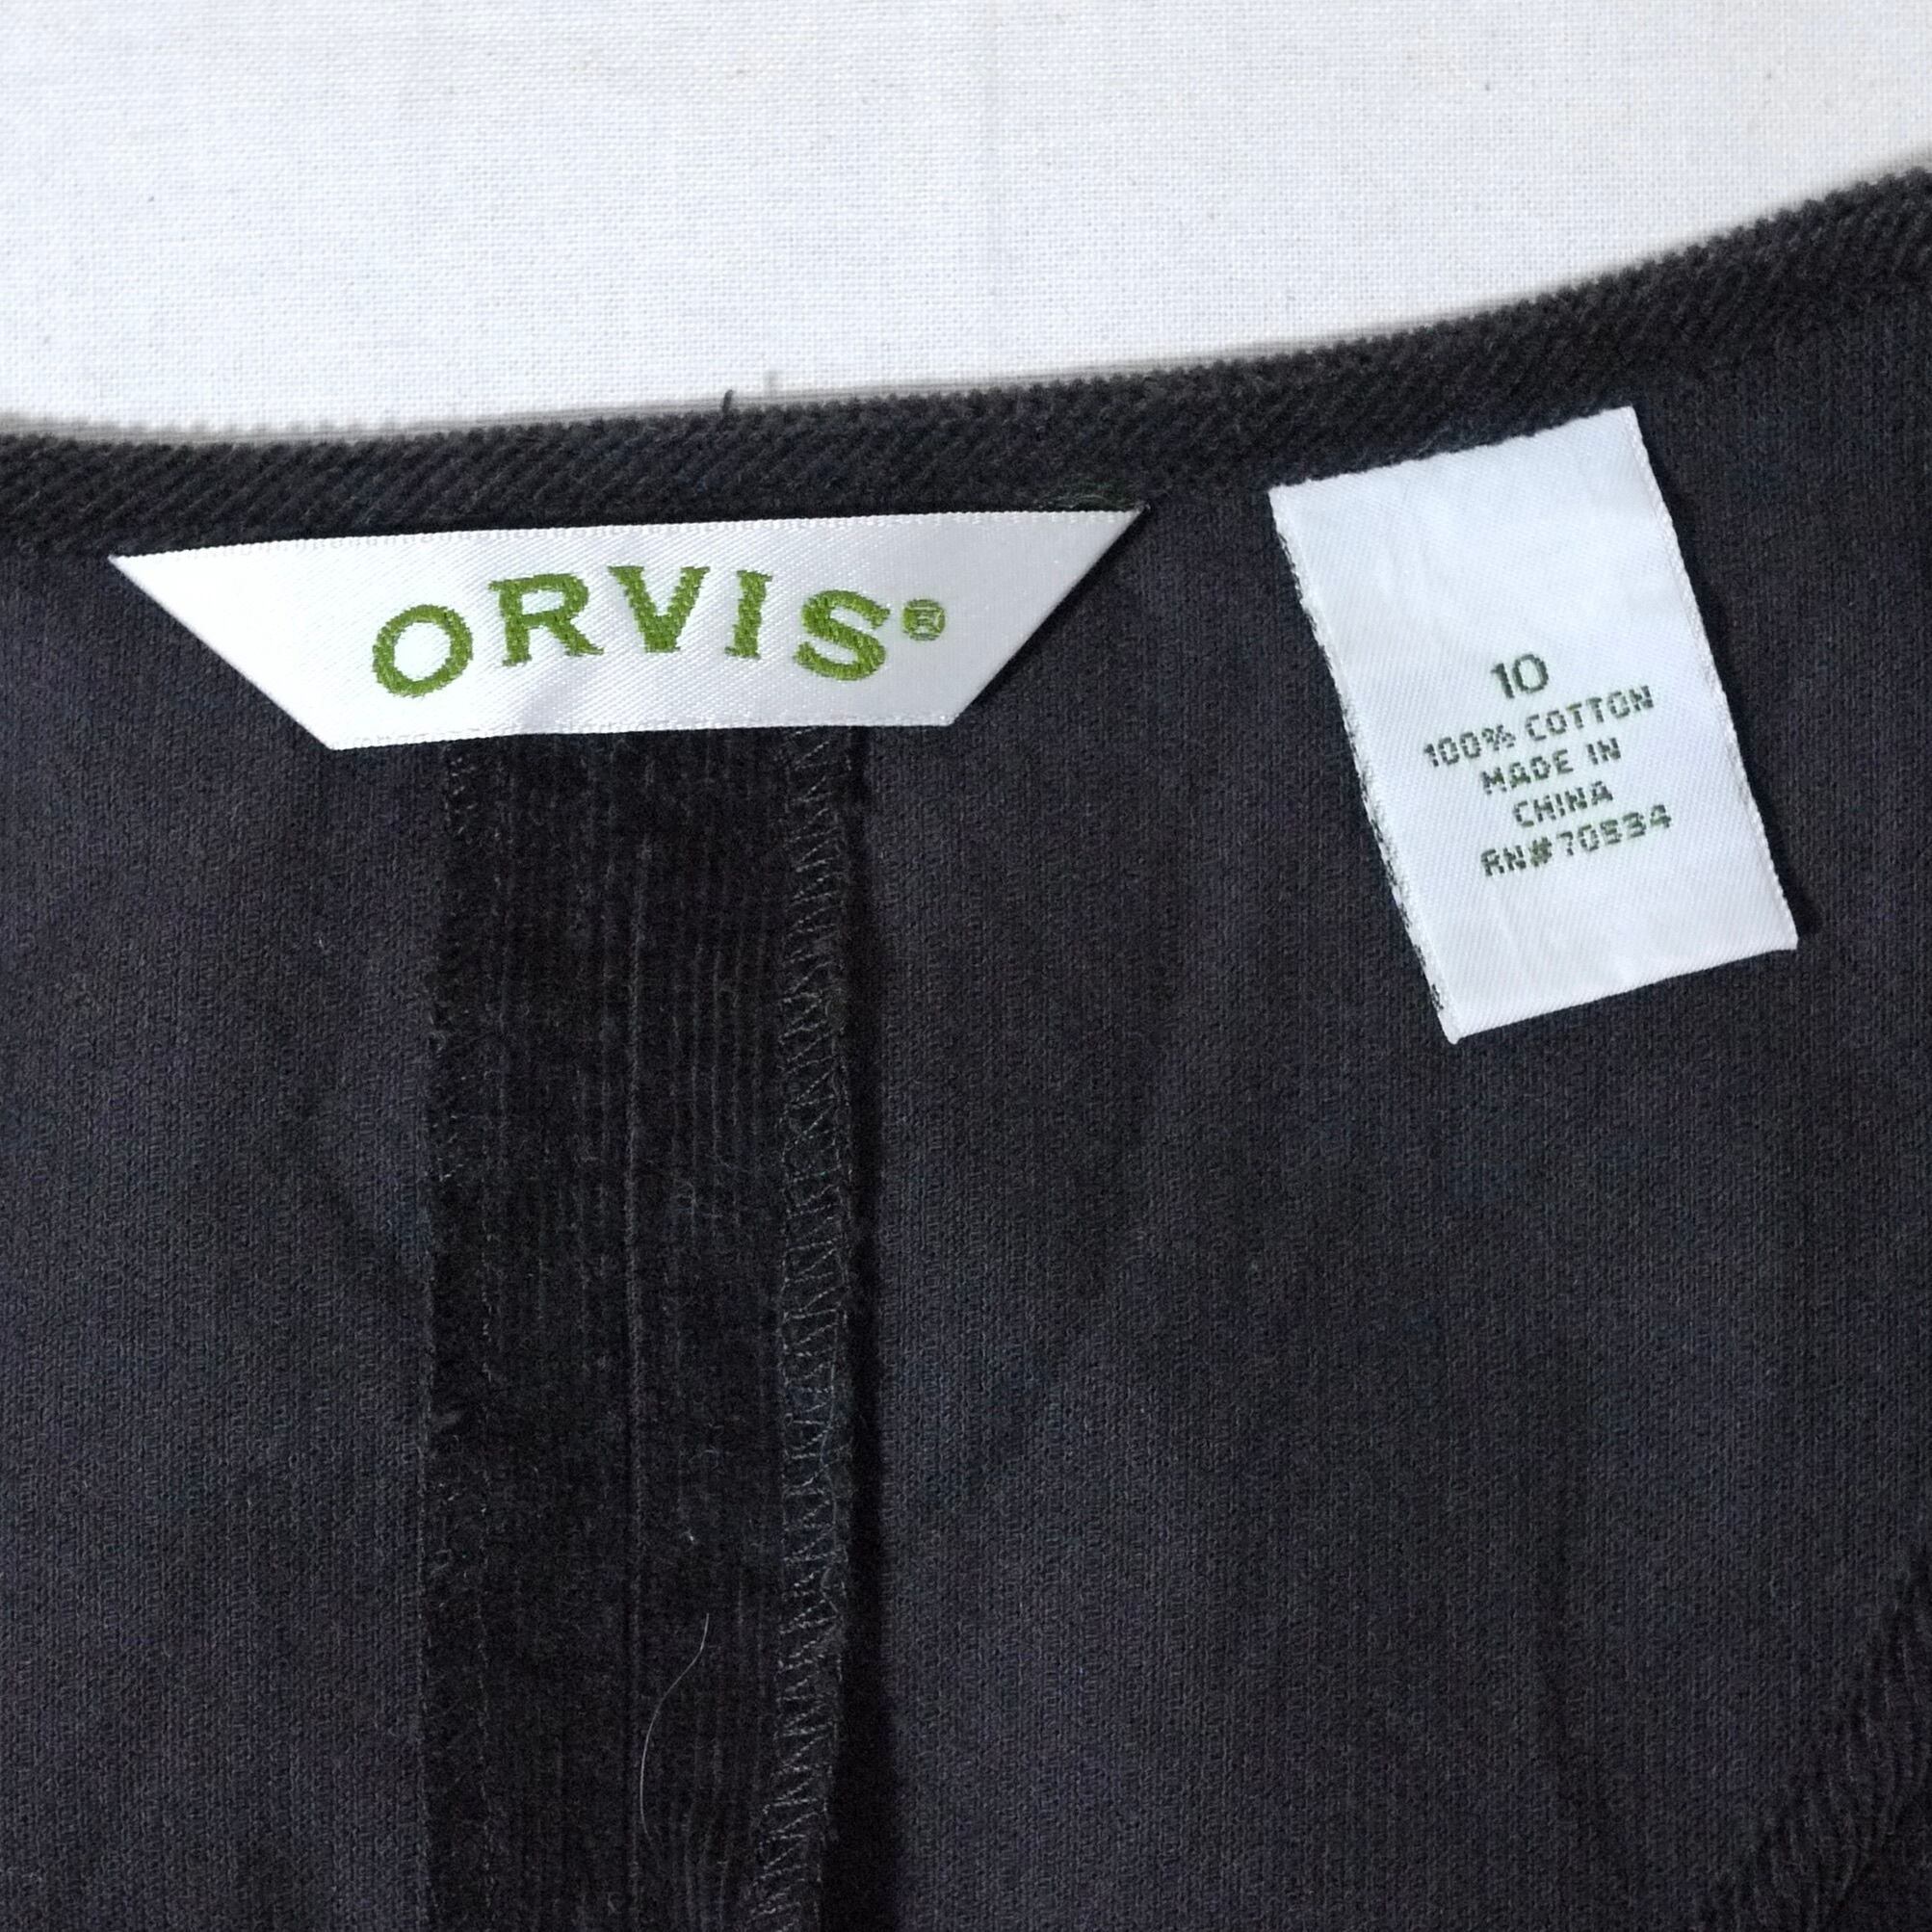 ORVIS®
10
100% COTTON
MADE IN
CHINA
RN#70534